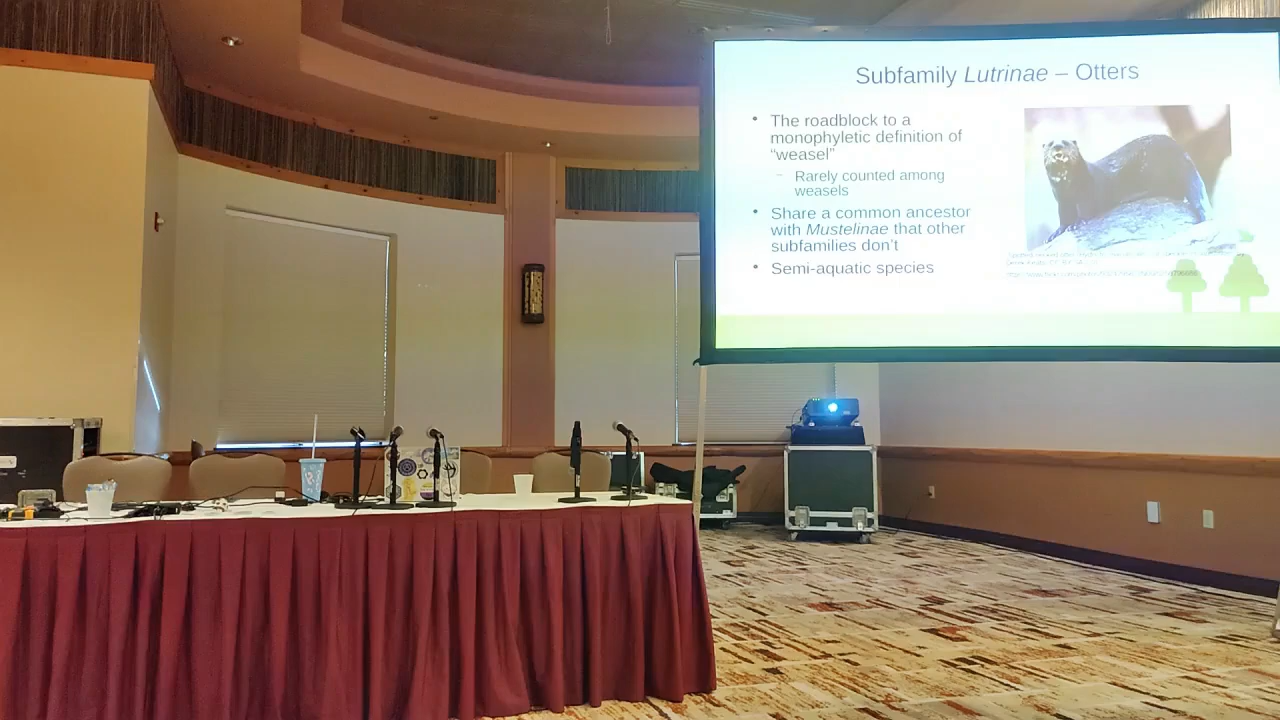 Subfamily Lutrinae – Otters
• The roadblock to a
monophyletic definition of
“weasel”
– Rarely counted among
weasels
• Share a common ancestor
with Mustelinae that other
subfamilies don’t
• Semi-aquatic species